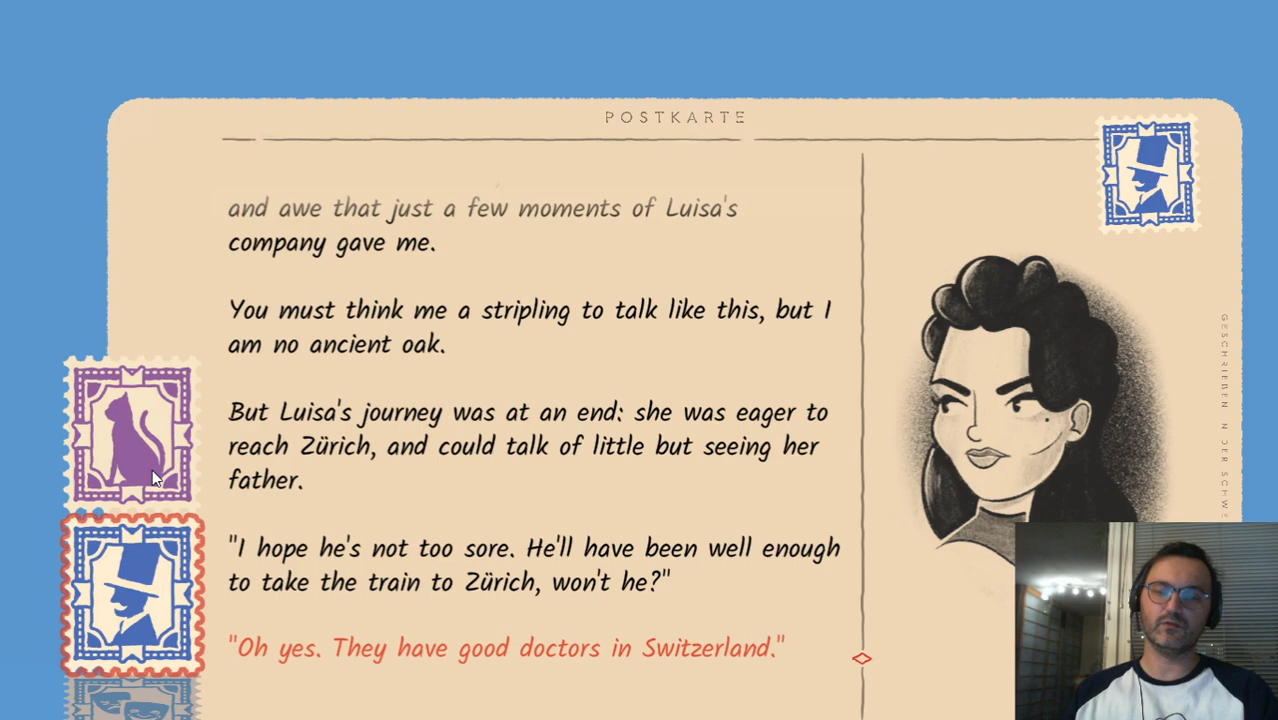 POSTKARTE
and awe that just a few moments of Luisa's
company gave me.
You must think me a stripling to talk like this, but I
am no ancient oak.
But Luisa's journey was at an end: she was eager to
reach Zürich, and could talk of little but seeing her
father.
"I hope he's not too sore. He'll have been well enough
to take the train to Zürich, won't he?"
"Oh yes. They have good doctors in Switzerland."
GESCHRIEBEN IN DER